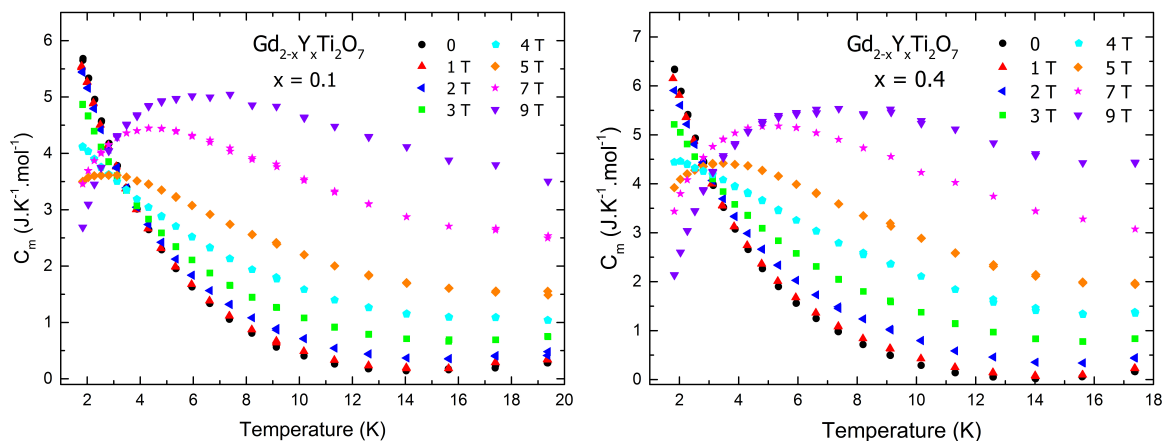 Gd₂₋ₓYₓTi₂O₇
x = 0.1
0
1 T
2 T
3 T
4 T
5 T
7 T
9 T
6
5
4
3
2
1
0
2 4 6 8 10 12 14 16 18 20
Cₘ (J.K⁻¹.mol⁻¹)
Temperature (K)
Gd₂₋ₓYₓTi₂O₇
x = 0.4
0
1 T
2 T
3 T
4 T
5 T
7 T
9 T
7
6
5
4
3
2
1
0
2 4 6 8 10 12 14 16 18
Cₘ (J.K⁻¹.mol⁻¹)
Temperature (K)